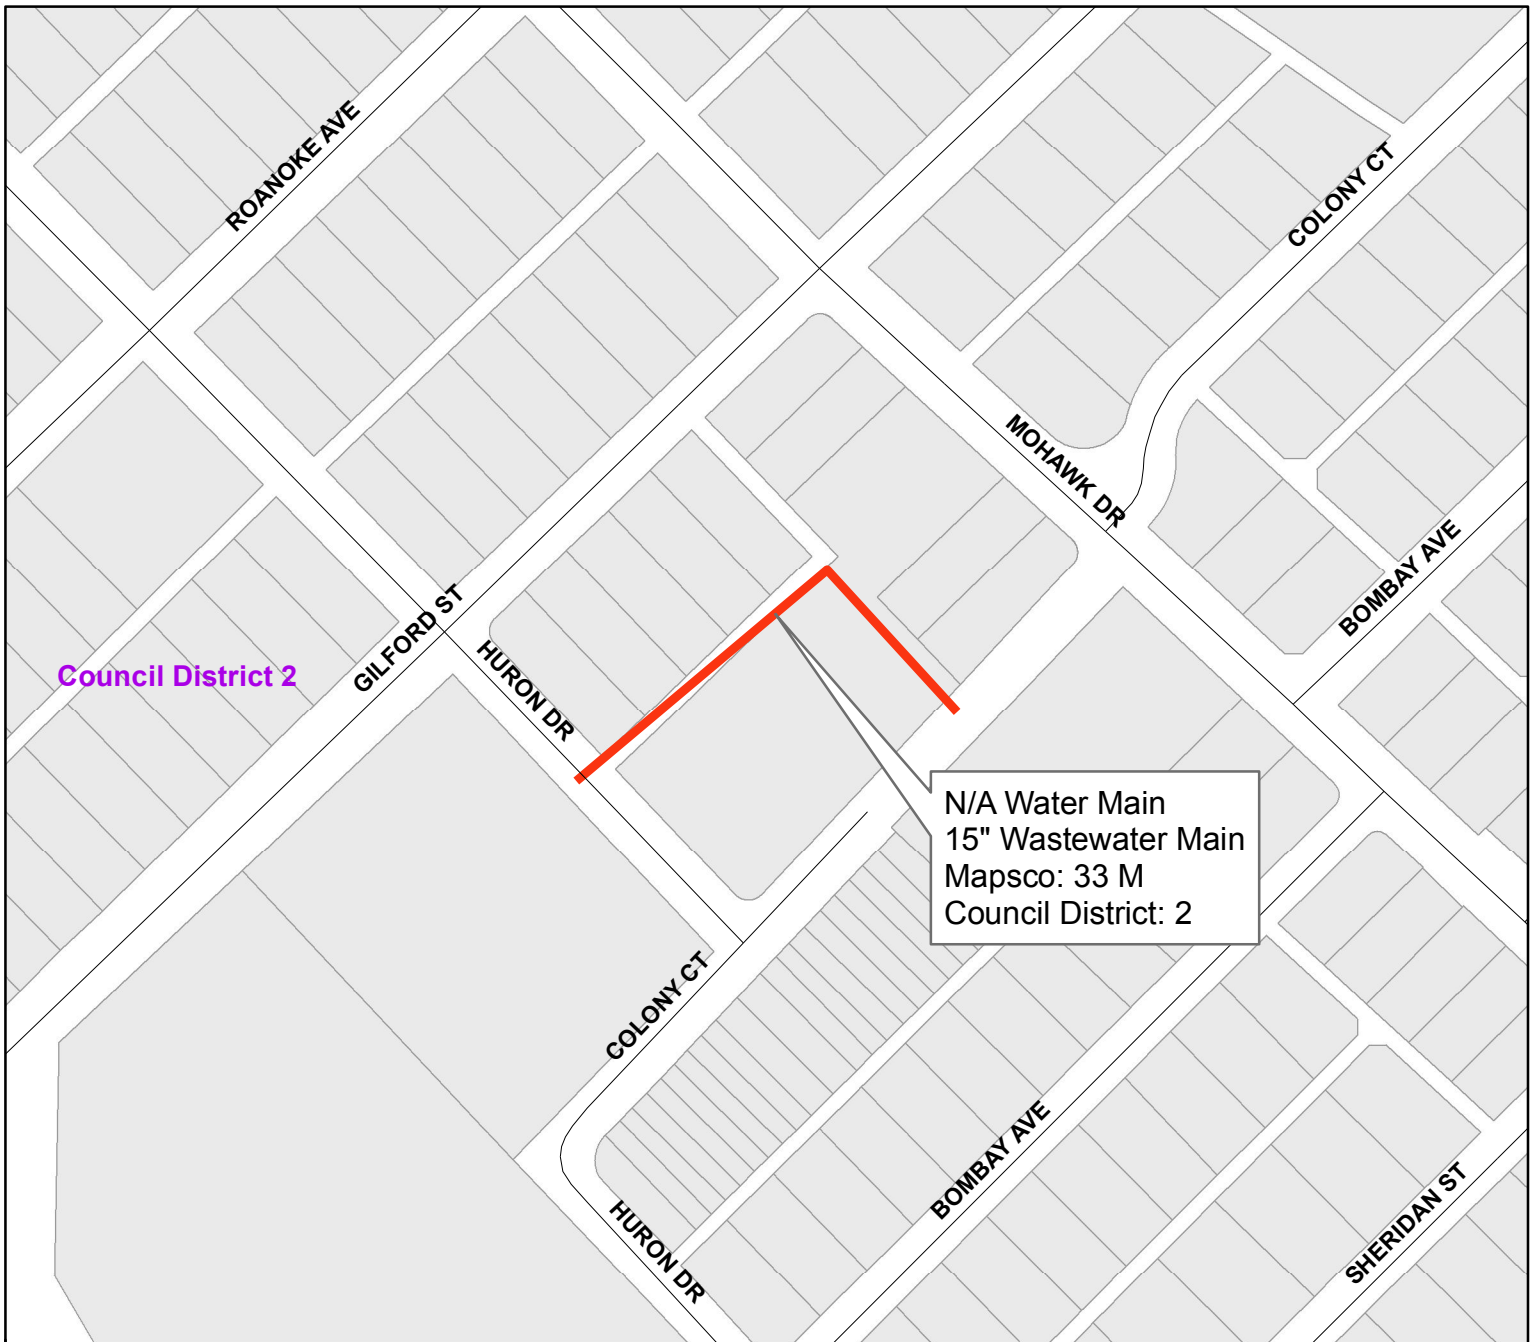 ROANOKE AVE
COLONY CT
MOHAWK DR
BOMBAY AVE
GILFORD ST
HURON DR
Council District 2
N/A Water Main
15" Wastewater Main
Mapsco: 33 M
Council District: 2
COLONY CT
BOMBAY AVE
HURON DR
SHERIDAN ST